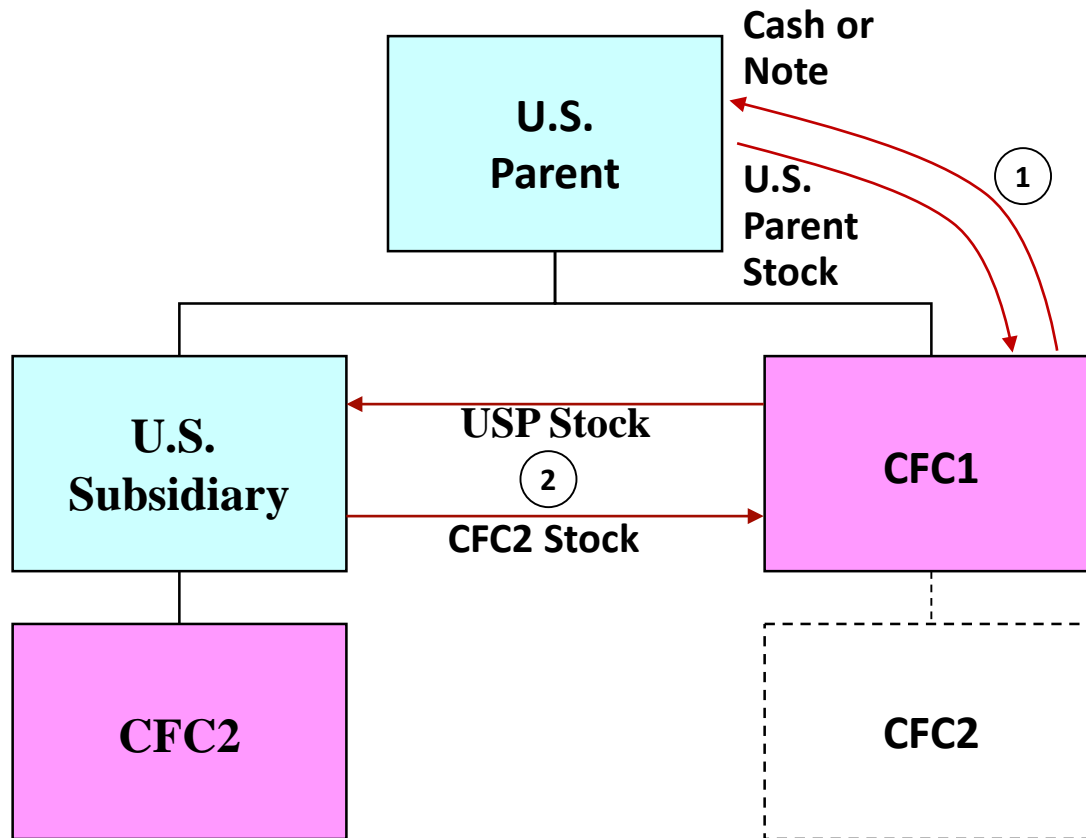 Cash or
Note
U.S.
Parent
1
U.S.
Parent
Stock
U.S.
Subsidiary
USP Stock
2
CFC2 Stock
CFC1
CFC2
CFC2